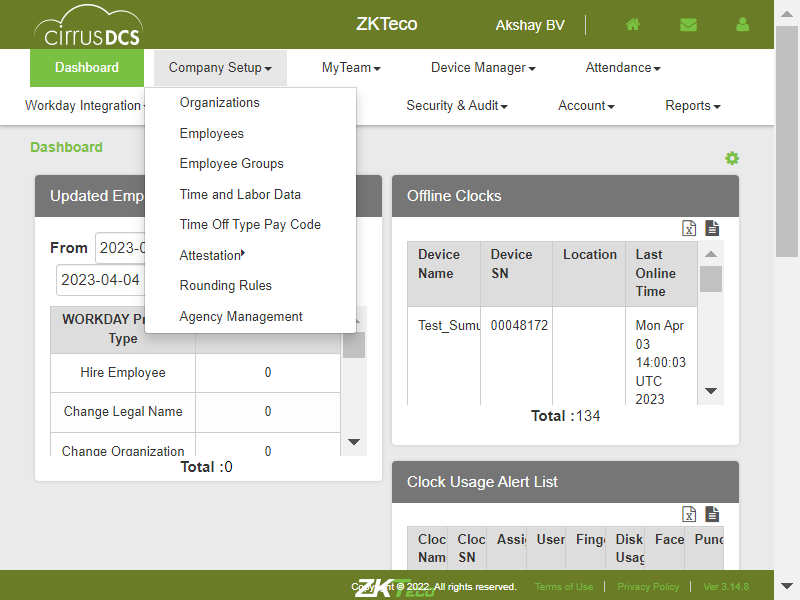 cirrusDCS
ZKTeco
Akshay BV
Dashboard
Company Setup
MyTeam
Device Manager
Attendance
Workday Integration
Security & Audit
Account
Reports
Organizations
Employees
Employee Groups
Time and Labor Data
Time Off Type Pay Code
Attestation
Rounding Rules
Agency Management
Dashboard
Updated Emp
From 2023-0
2023-04-04
WORKDAY Pr
Type
Hire Employee 0
Change Legal Name 0
Change Organization 0
Total :0
Offline Clocks
Device Name Device SN Location Last Online Time
Test_Sumu 00048172 Mon Apr 03 14:00:03 UTC 2023
Total :134
Clock Usage Alert List
Cloc Nam Cloc SN Assi User Finge Disk Usag Face Punc
ZKTeco
© 2022. All rights reserved. Terms of Use Privacy Policy Ver 3.14.8